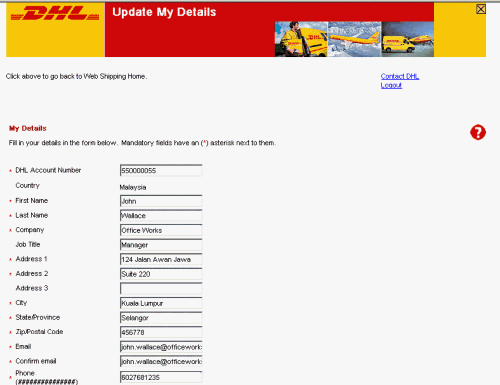 DHL
Update My Details
Click above to go back to Web Shipping Home.
Contact DHL
Logout
My Details
Fill in your details in the form below. Mandatory fields have an (*) asterisk next to them.
* DHL Account Number 550000055
Country Malaysia
* First Name John
* Last Name Wallace
* Company Office Works
Job Title Manager
* Address 1 124 Jalan Awan Jawa
* Address 2 Suite 220
Address 3
* City Kuala Lumpur
* State/Province Selangor
* Zip/Postal Code 456778
* Email john.wallace@officework
* Confirm email john.wallace@officework
* Phone 6027681235
(###############)